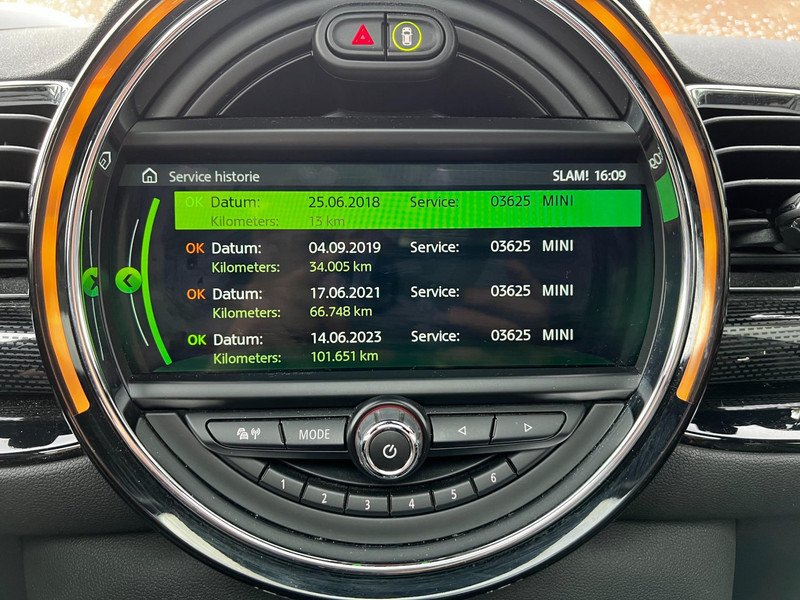 Service historie SLAM! 16:09
OK Datum: 25.06.2018 Service: 03625 MINI
Kilometers: 13 km
OK Datum: 04.09.2019 Service: 03625 MINI
Kilometers: 34.005 km
OK Datum: 17.06.2021 Service: 03625 MINI
Kilometers: 66.748 km
OK Datum: 14.06.2023 Service: 03625 MINI
Kilometers: 101.651 km
MODE
1 2 3 4 5 6